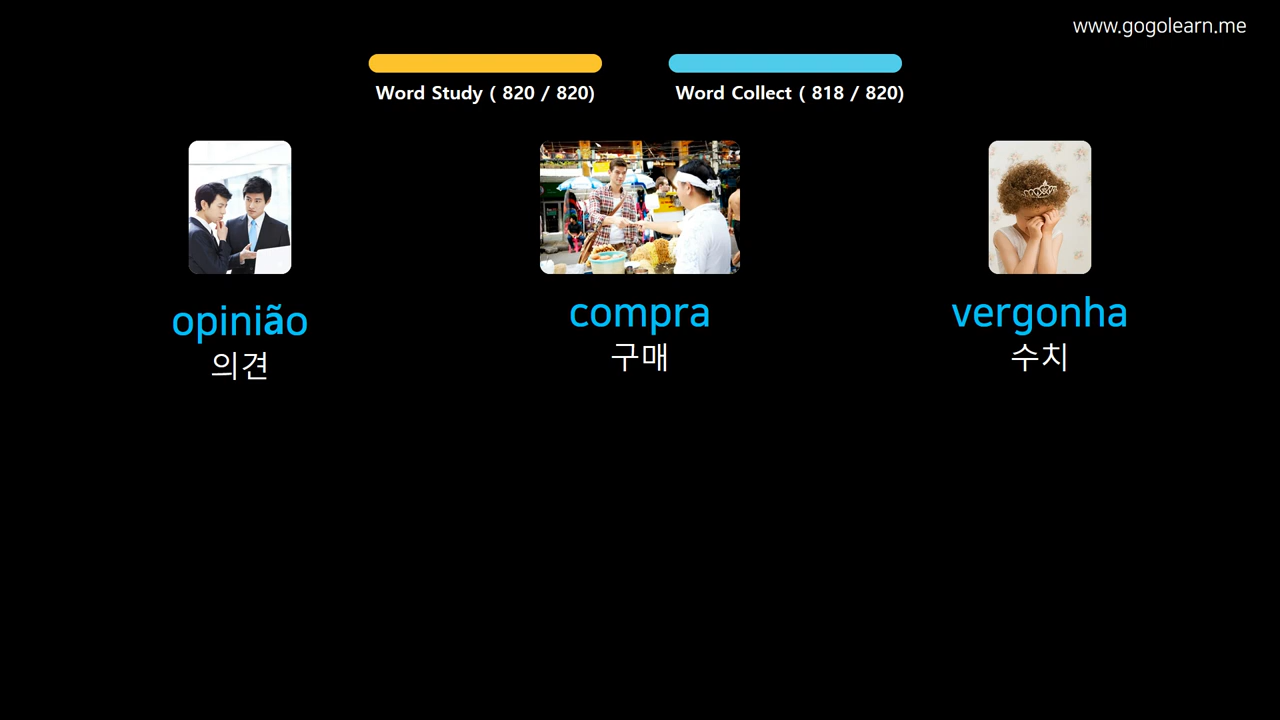 www.gogolearn.me
Word Study ( 820 / 820)
Word Collect ( 818 / 820)
opinião
의견
compra
구매
vergonha
수치